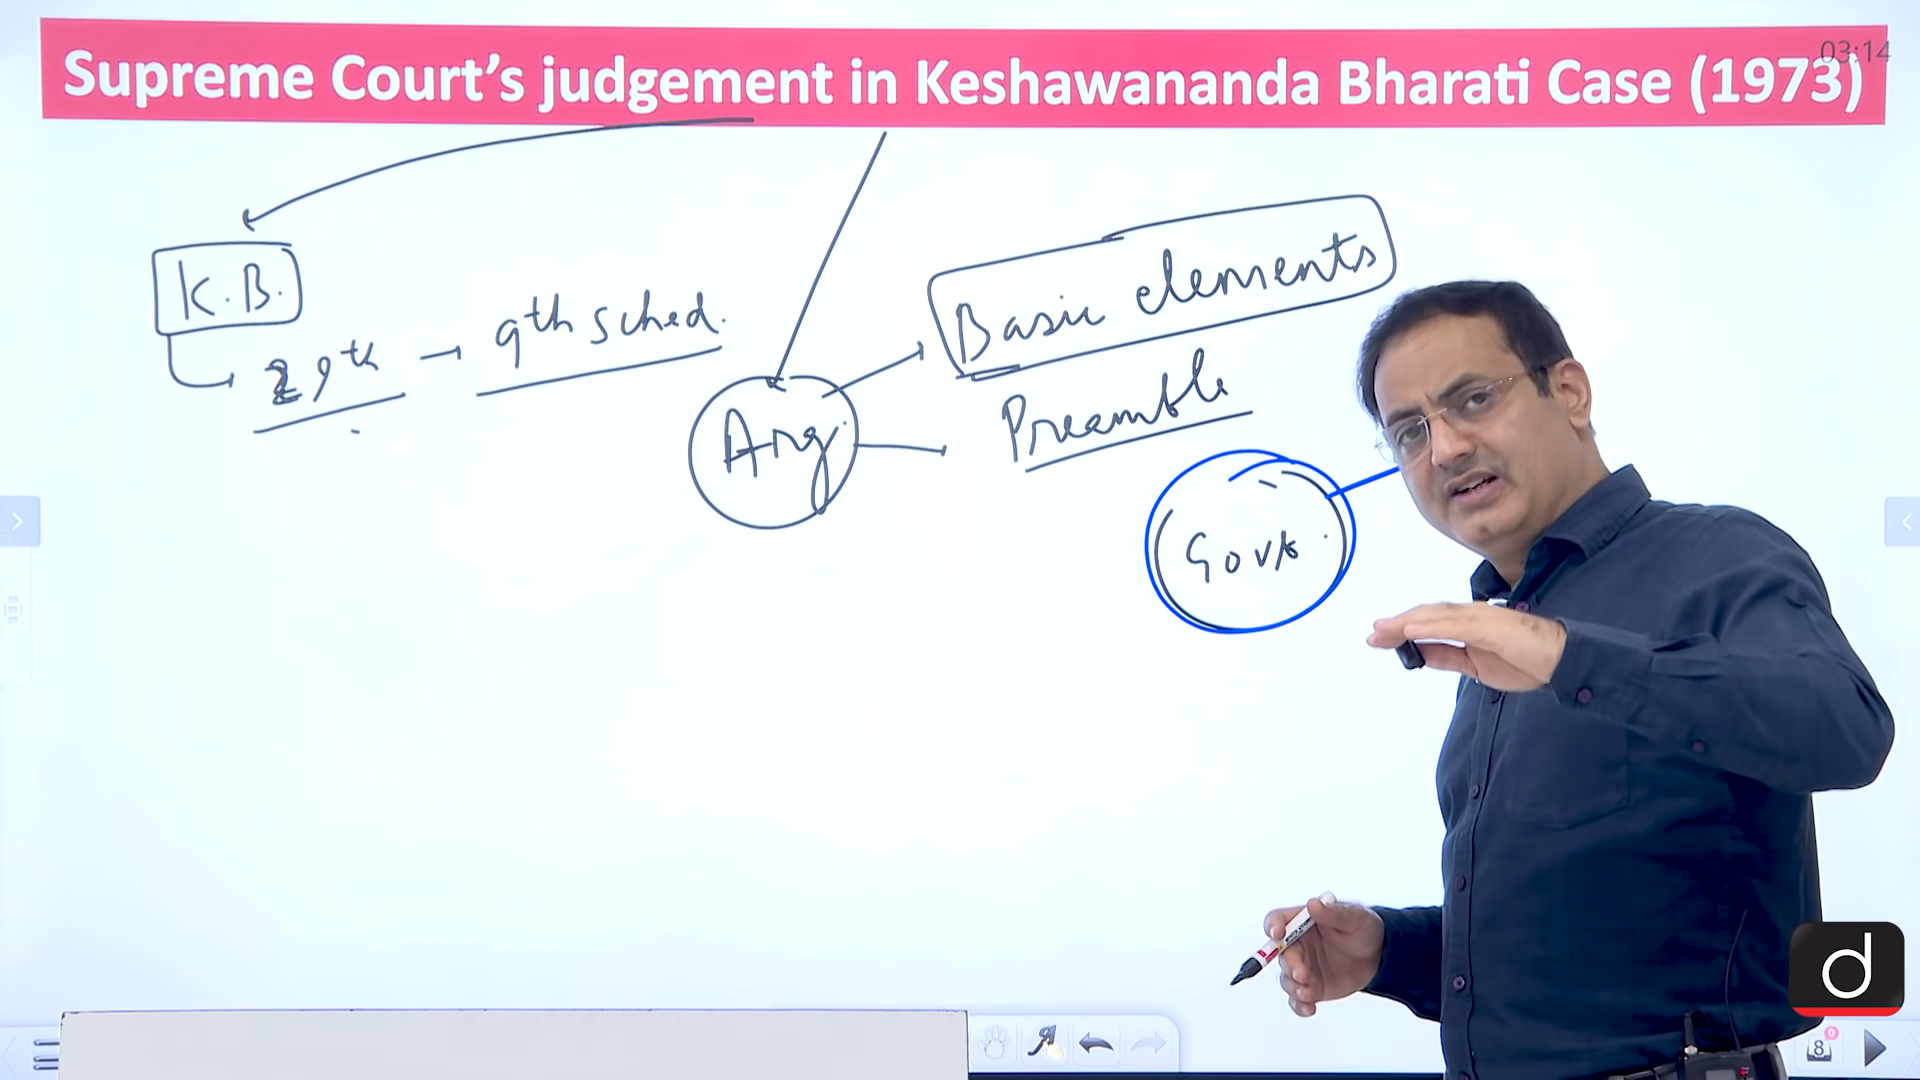 Supreme Court's judgement in Keshawananda Bharati Case (1973)
03:14
K.B.
29th → 9th Sched.
Arg.
Basic elements
Preamble
Govt.
d
8
0